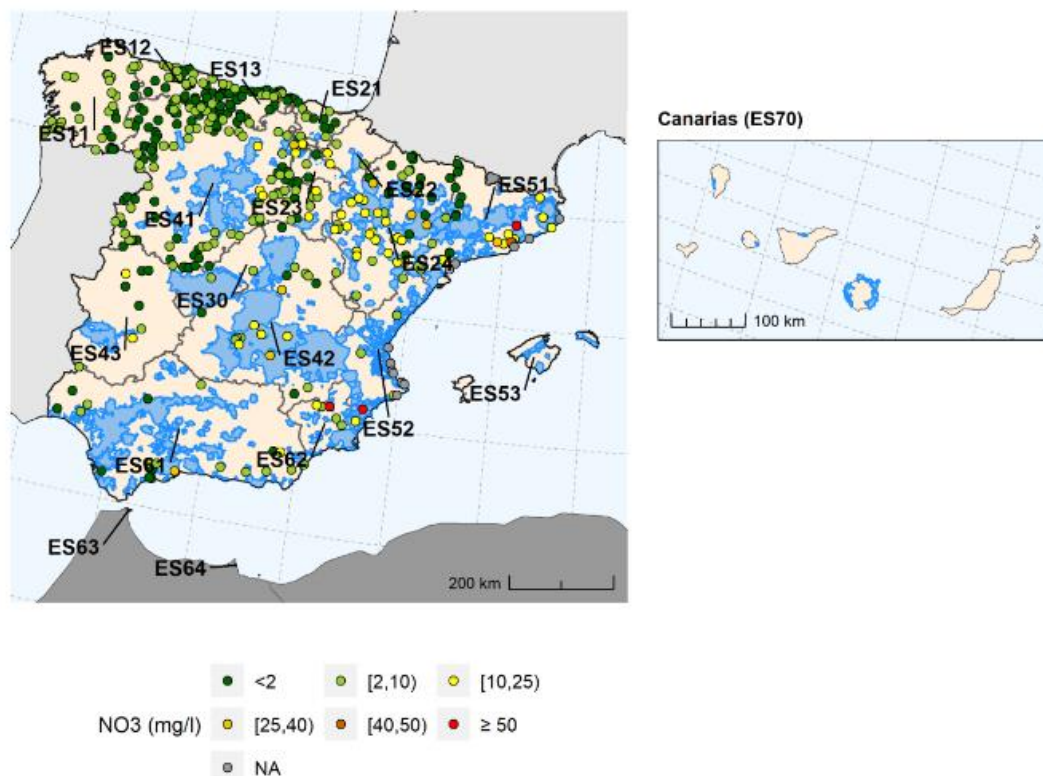 ES12
ES13
ES21
ES11
Canarias (ES70)
ES51
ES22
ES41
ES23
ES24
ES30
100 km
ES43
ES42
ES53
ES52
ES61
ES62
ES63
ES64
200 km
<2
[2,10)
[10,25)
NO3 (mg/l)
[25,40)
[40,50)
≥ 50
NA